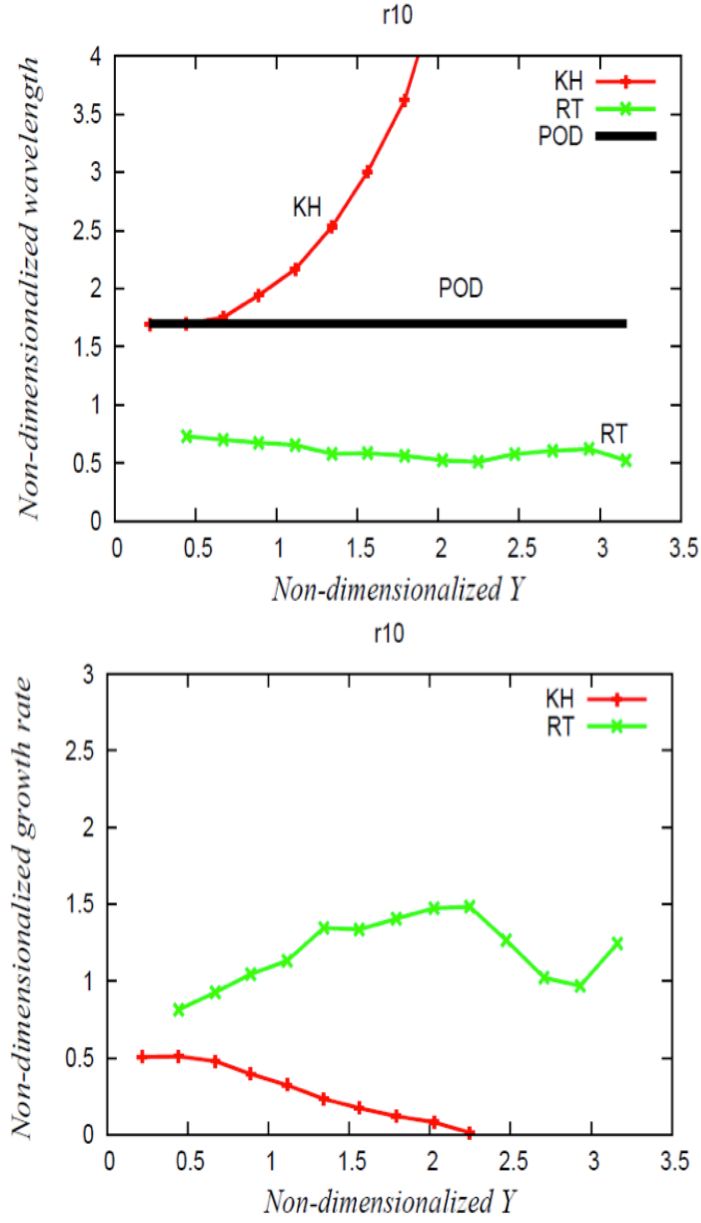 r10
Non-dimensionalized wavelength
4
3.5
3
2.5
2
1.5
1
0.5
0
KH
RT
POD
KH
POD
RT
0 0.5 1 1.5 2 2.5 3 3.5
Non-dimensionalized Y
r10
Non-dimensionalized growth rate
3
2.5
2
1.5
1
0.5
0
KH
RT
0 0.5 1 1.5 2 2.5 3 3.5
Non-dimensionalized Y